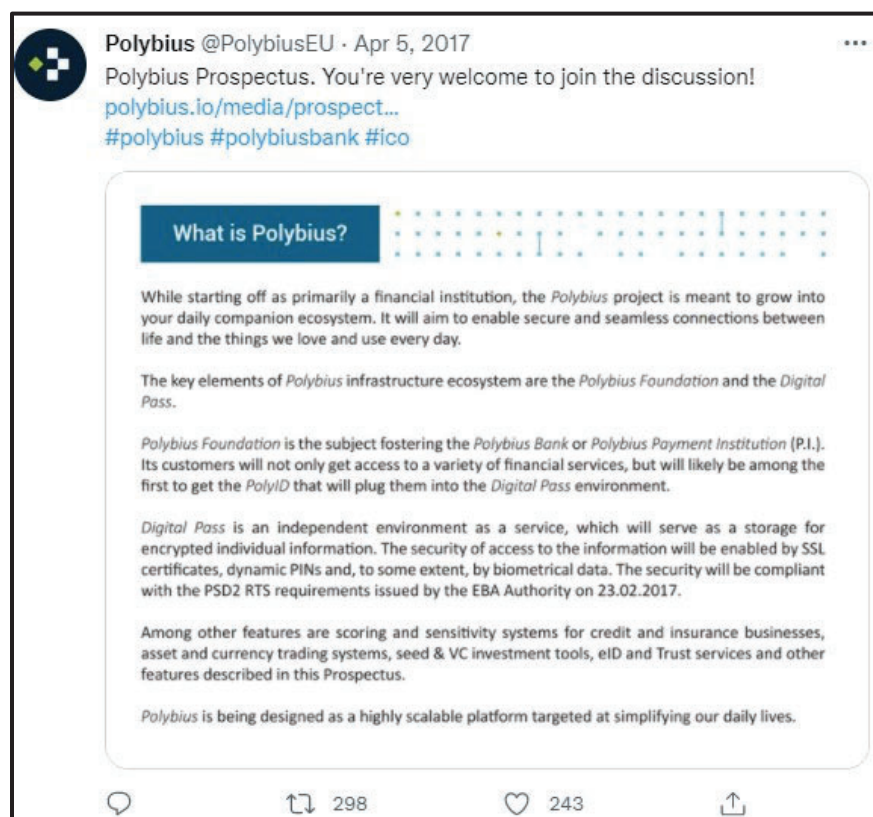 Polybius @PolybiusEU · Apr 5, 2017
Polybius Prospectus. You're very welcome to join the discussion!
polybius.io/media/prospect...
#polybius #polybiusbank #ico
What is Polybius?
While starting off as primarily a financial institution, the Polybius project is meant to grow into
your daily companion ecosystem. It will aim to enable secure and seamless connections between
life and the things we love and use every day.
The key elements of Polybius infrastructure ecosystem are the Polybius Foundation and the Digital
Pass.
Polybius Foundation is the subject fostering the Polybius Bank or Polybius Payment Institution (P.I.).
Its customers will not only get access to a variety of financial services, but will likely be among the
first to get the PolyID that will plug them into the Digital Pass environment.
Digital Pass is an independent environment as a service, which will serve as a storage for
encrypted individual information. The security of access to the information will be enabled by SSL
certificates, dynamic PINs and, to some extent, by biometrical data. The security will be compliant
with the PSD2 RTS requirements issued by the EBA Authority on 23.02.2017.
Among other features are scoring and sensitivity systems for credit and insurance businesses,
asset and currency trading systems, seed & VC investment tools, eID and Trust services and other
features described in this Prospectus.
Polybius is being designed as a highly scalable platform targeted at simplifying our daily lives.
298 243